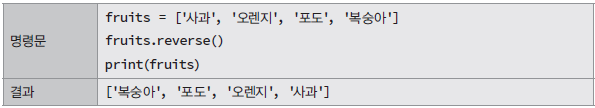 명령문
fruits = ['사과', '오렌지', '포도', '복숭아']
fruits.reverse()
print(fruits)
결과
['복숭아', '포도', '오렌지', '사과']